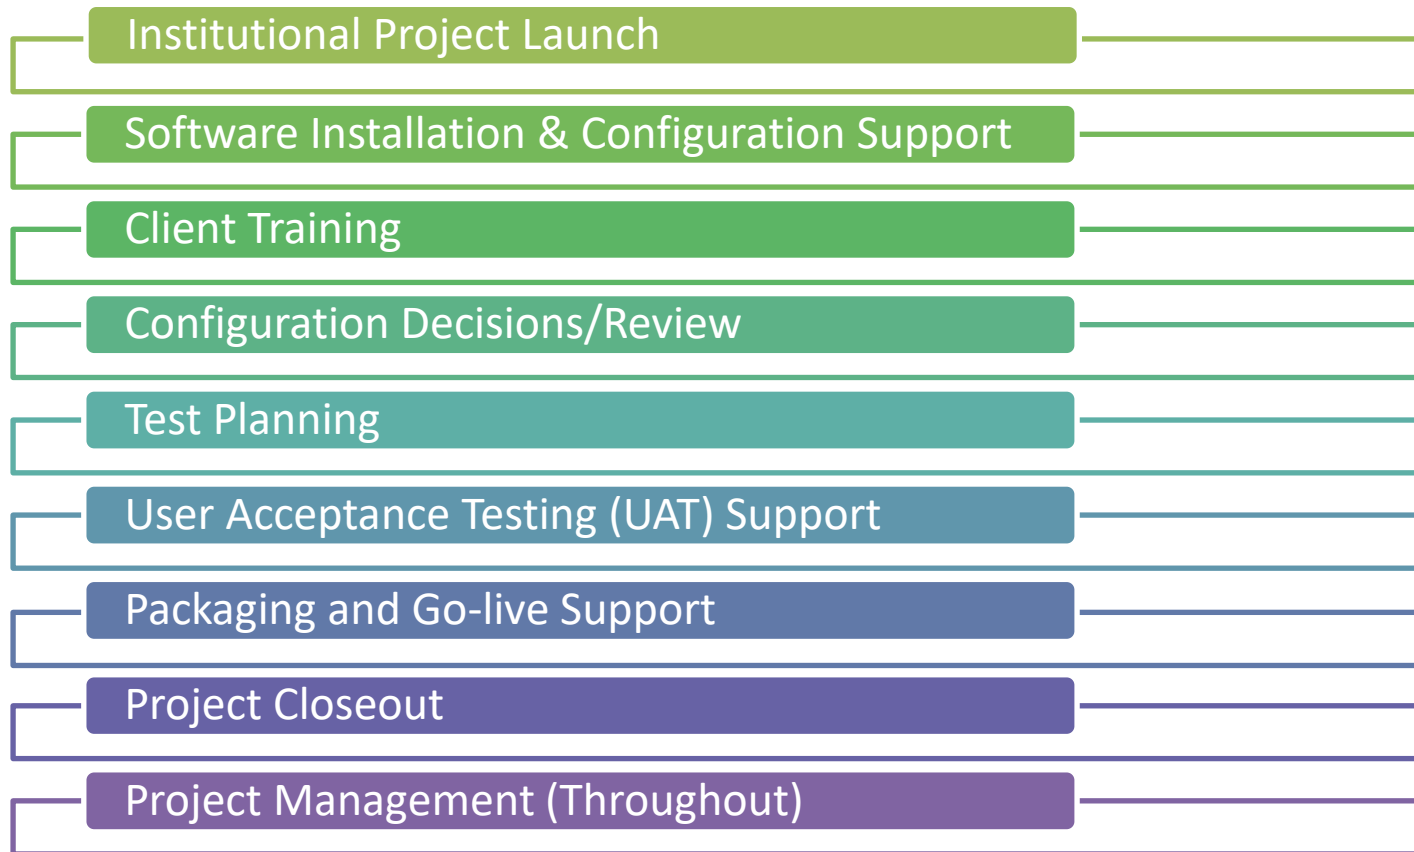 Institutional Project Launch
Software Installation & Configuration Support
Client Training
Configuration Decisions/Review
Test Planning
User Acceptance Testing (UAT) Support
Packaging and Go-live Support
Project Closeout
Project Management (Throughout)